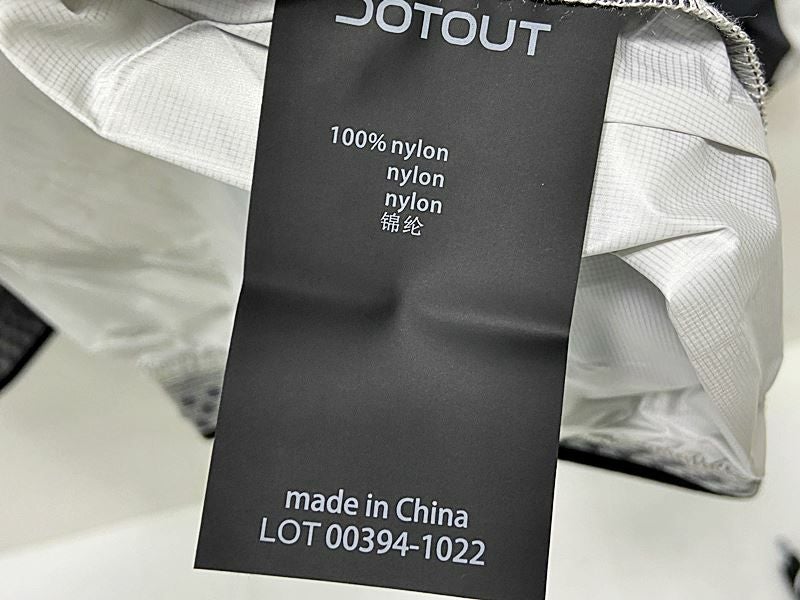 DOTOUT
100% nylon
nylon
nylon
锦纶
made in China
LOT 00394-1022